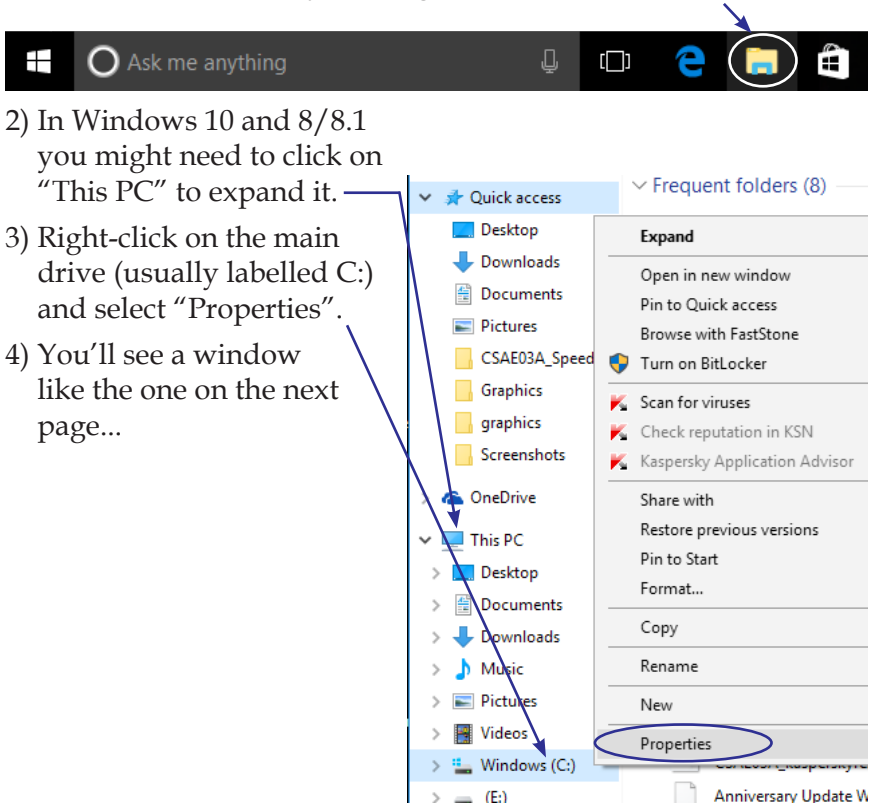 Ask me anything
2) In Windows 10 and 8/8.1
you might need to click on
"This PC" to expand it.
3) Right-click on the main
drive (usually labelled C:)
and select "Properties".
4) You'll see a window
like the one on the next
page...
Quick access
Desktop
Downloads
Documents
Pictures
CSAE03A_Speed
Graphics
graphics
Screenshots
OneDrive
This PC
Desktop
Documents
Downloads
Music
Pictures
Videos
Windows (C:)
(E:)
Frequent folders (8)
Expand
Open in new window
Pin to Quick access
Browse with FastStone
Turn on BitLocker
Scan for viruses
Check reputation in KSN
Kaspersky Application Advisor
Share with
Restore previous versions
Pin to Start
Format...
Copy
Rename
New
Properties
Anniversary Update W